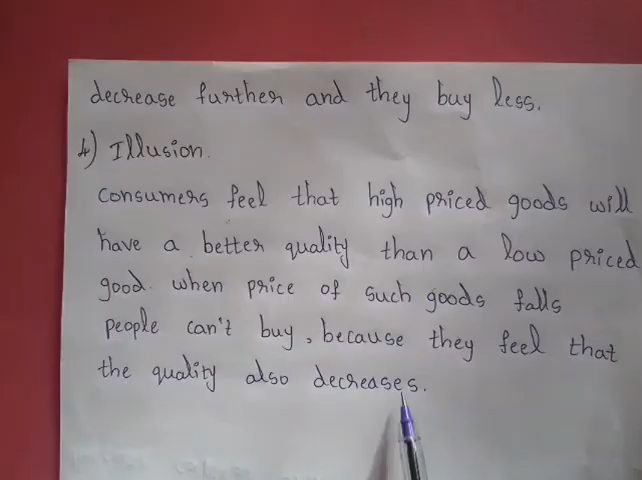 decrease further and they buy less.
4) Illusion.
Consumers feel that high priced goods will
have a better quality than a low priced
good. when price of such goods falls
people can't buy, because they feel that
the quality also decreases.